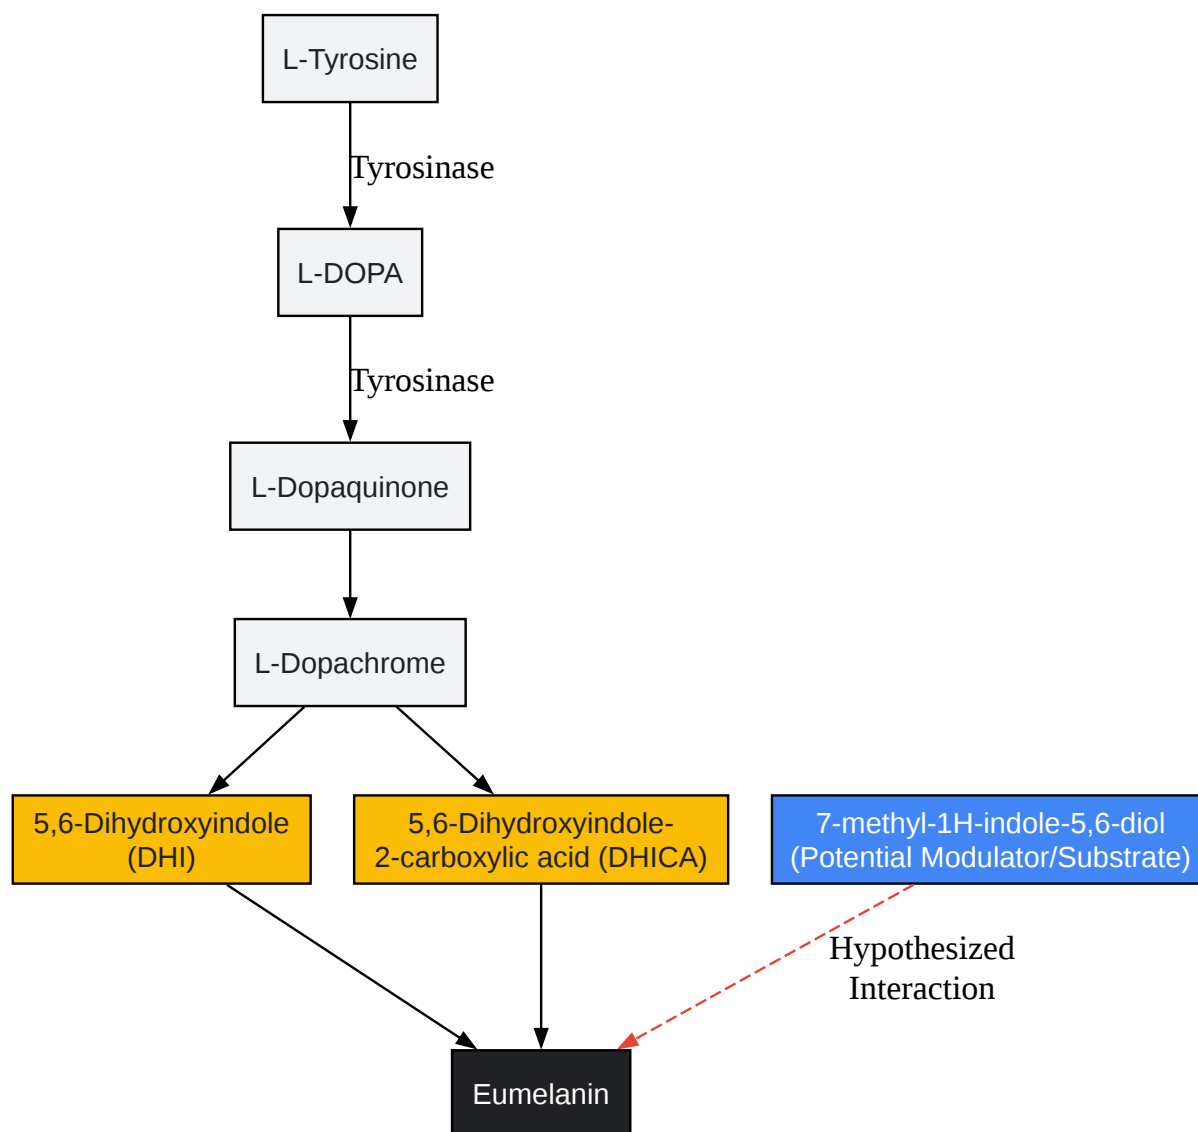 L-Tyrosine
Tyrosinase
L-DOPA
Tyrosinase
L-Dopaquinone
L-Dopachrome
5,6-Dihydroxyindole
(DHI)
5,6-Dihydroxyindole-
2-carboxylic acid (DHICA)
7-methyl-1H-indole-5,6-diol
(Potential Modulator/Substrate)
Hypothesized
Interaction
Eumelanin